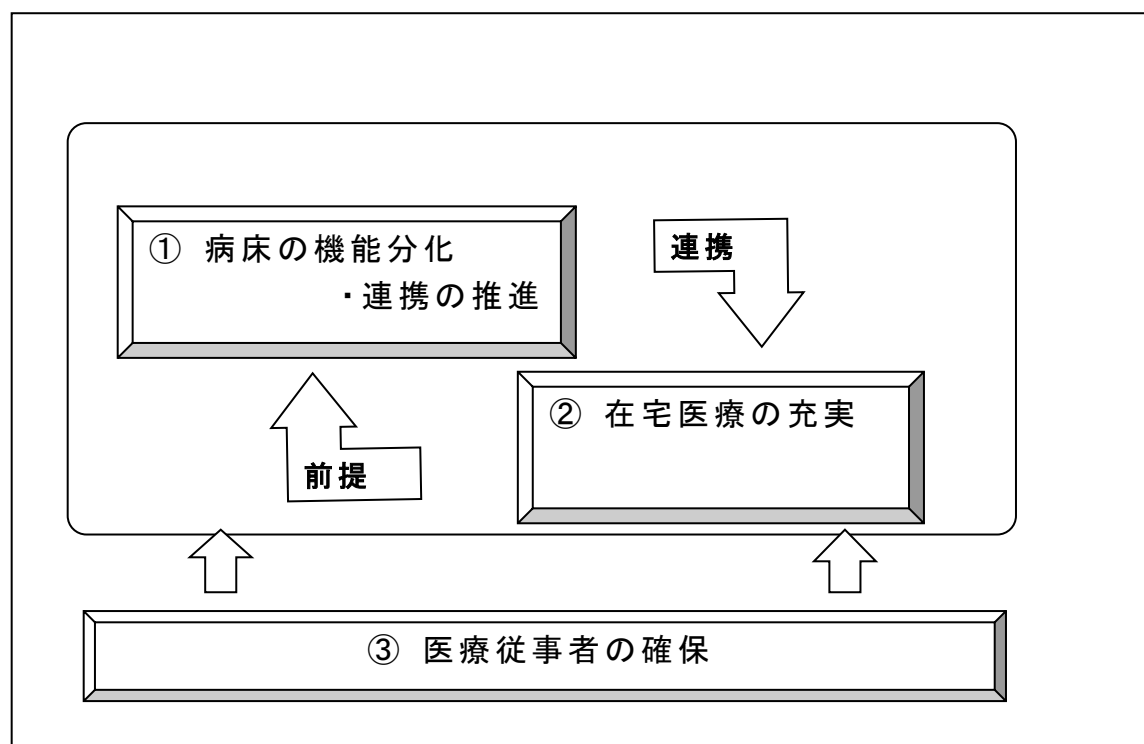 ① 病床の機能分化
・連携の推進
連携
② 在宅医療の充実
前提
③ 医療従事者の確保